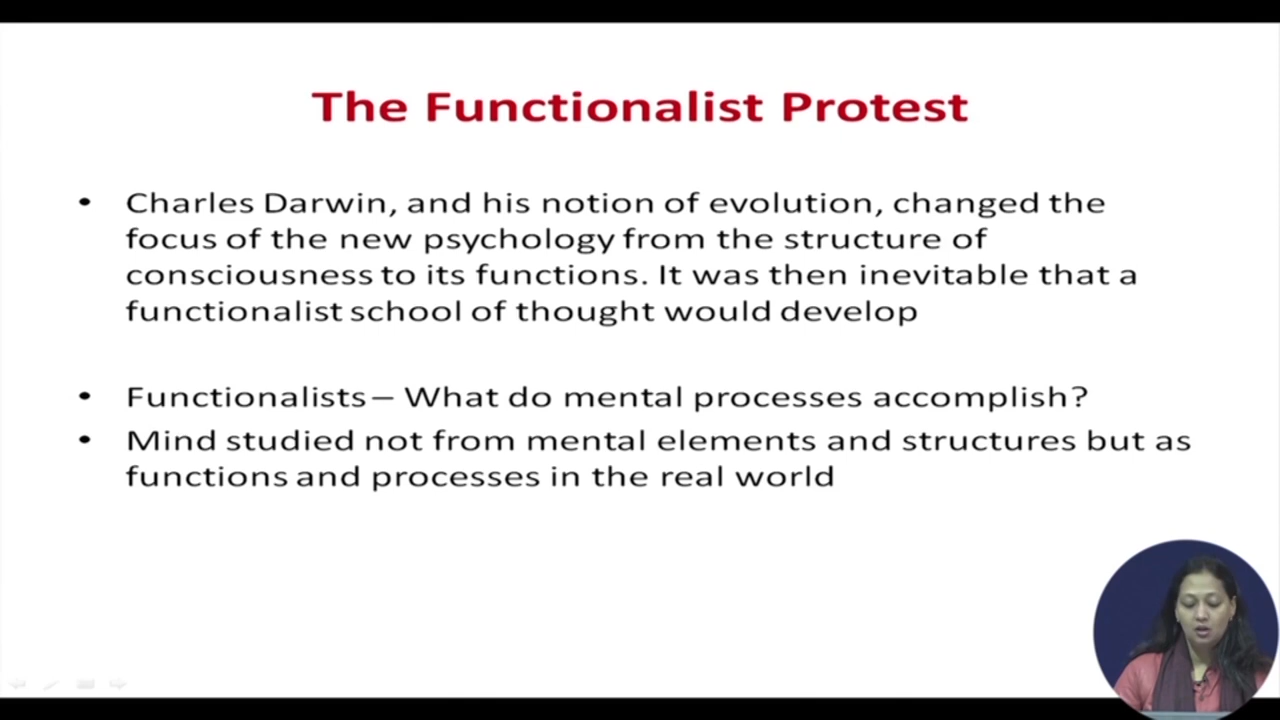 The Functionalist Protest
• Charles Darwin, and his notion of evolution, changed the
focus of the new psychology from the structure of
consciousness to its functions. It was then inevitable that a
functionalist school of thought would develop
• Functionalists – What do mental processes accomplish?
• Mind studied not from mental elements and structures but as
functions and processes in the real world